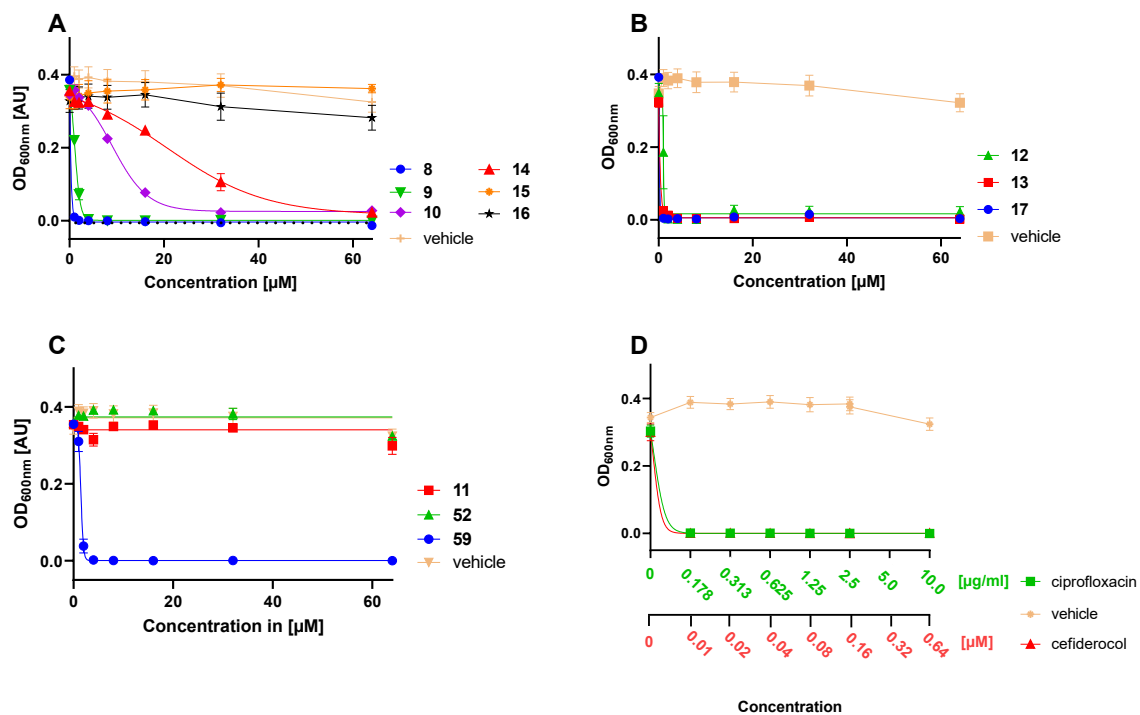 A
OD600nm [AU]
0.4
0.2
0.0
0
20
40
60
Concentration [µM]
8
9
10
vehicle
14
15
16
B
OD600nm
0.4
0.2
0.0
0
20
40
60
Concentration [µM]
12
13
17
vehicle
C
OD600nm [AU]
0.4
0.2
0.0
0
20
40
60
Concentration in [µM]
11
52
59
vehicle
D
OD600nm
0.4
0.2
0.0
0
0.178
0.313
0.625
1.25
2.5
5.0
10.0
[µg/ml]
0
0.01
0.02
0.04
0.08
0.16
0.32
0.64
[µM]
ciprofloxacin
vehicle
cefiderocol
Concentration